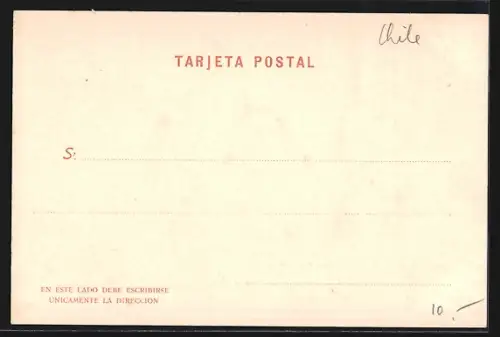 Chile
TARJETA POSTAL
S:
EN ESTE LADO DEBE ESCRIBIRSE
UNICAMENTE LA DIRECCION
10.-